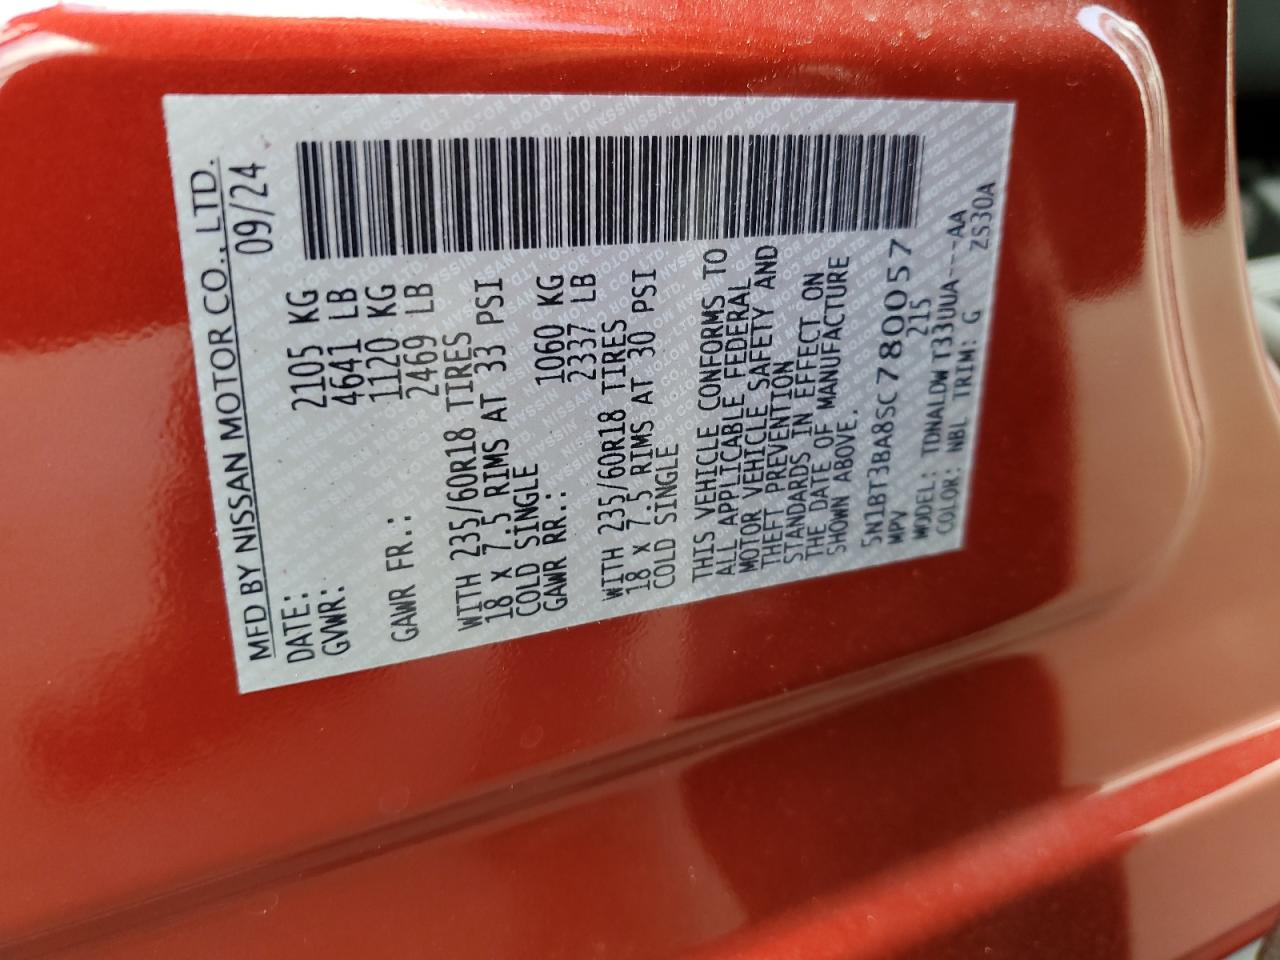 MFD BY NISSAN MOTOR CO., LTD.
DATE: 09/24
GVWR: 2105 KG
4641 LB
GAWR FR.: 1120 KG
2469 LB
WITH 235/60R18 TIRES
18 X 7.5 RIMS AT 33 PSI
COLD SINGLE
GAWR RR.: 1060 KG
2337 LB
WITH 235/60R18 TIRES
18 X 7.5 RIMS AT 30 PSI
COLD SINGLE
THIS VEHICLE CONFORMS TO
ALL APPLICABLE FEDERAL
MOTOR VEHICLE SAFETY AND
THEFT PREVENTION
STANDARDS IN EFFECT ON
THE DATE OF MANUFACTURE
SHOWN ABOVE.
5N1BT3BA8SC780057
MPV 215
MODEL: TDNALDW T33UUA---AA
COLOR: NBL TRIM: G ZS30A